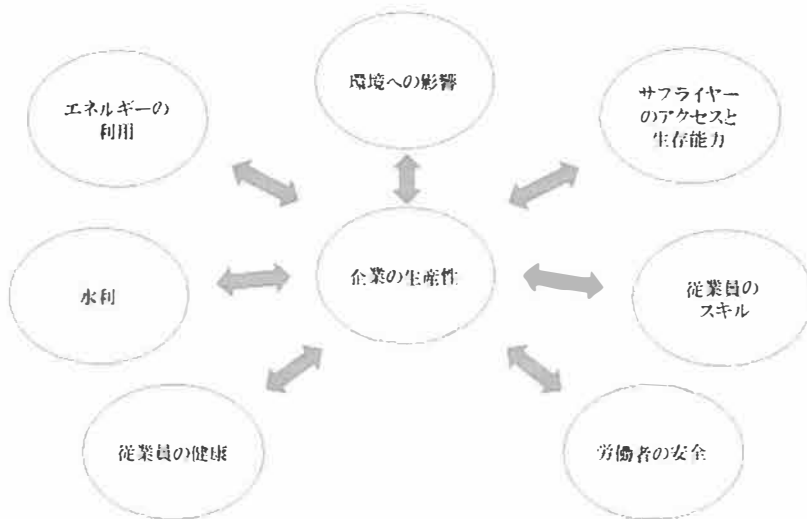 環境への影響
エネルギーの
利用
サフライヤー
のアクセスと
生存能力
企業の生産性
水利
従業員の
スキル
従業員の健康
労働者の安全